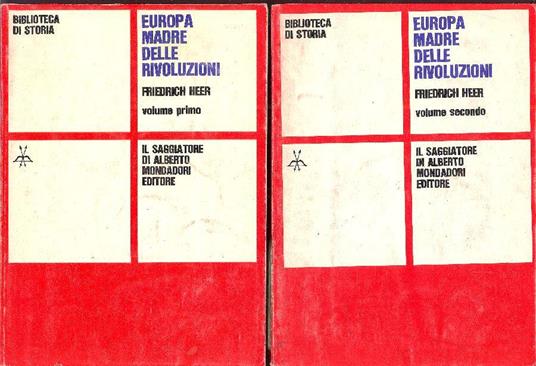 BIBLIOTECA
DI STORIA
EUROPA
MADRE
DELLE
RIVOLUZIONI
FRIEDRICH HEER
volume primo
IL SAGGIATORE
DI ALBERTO
MONDADORI
EDITORE
BIBLIOTECA
DI STORIA
EUROPA
MADRE
DELLE
RIVOLUZIONI
FRIEDRICH HEER
volume secondo
IL SAGGIATORE
DI ALBERTO
MONDADORI
EDITORE